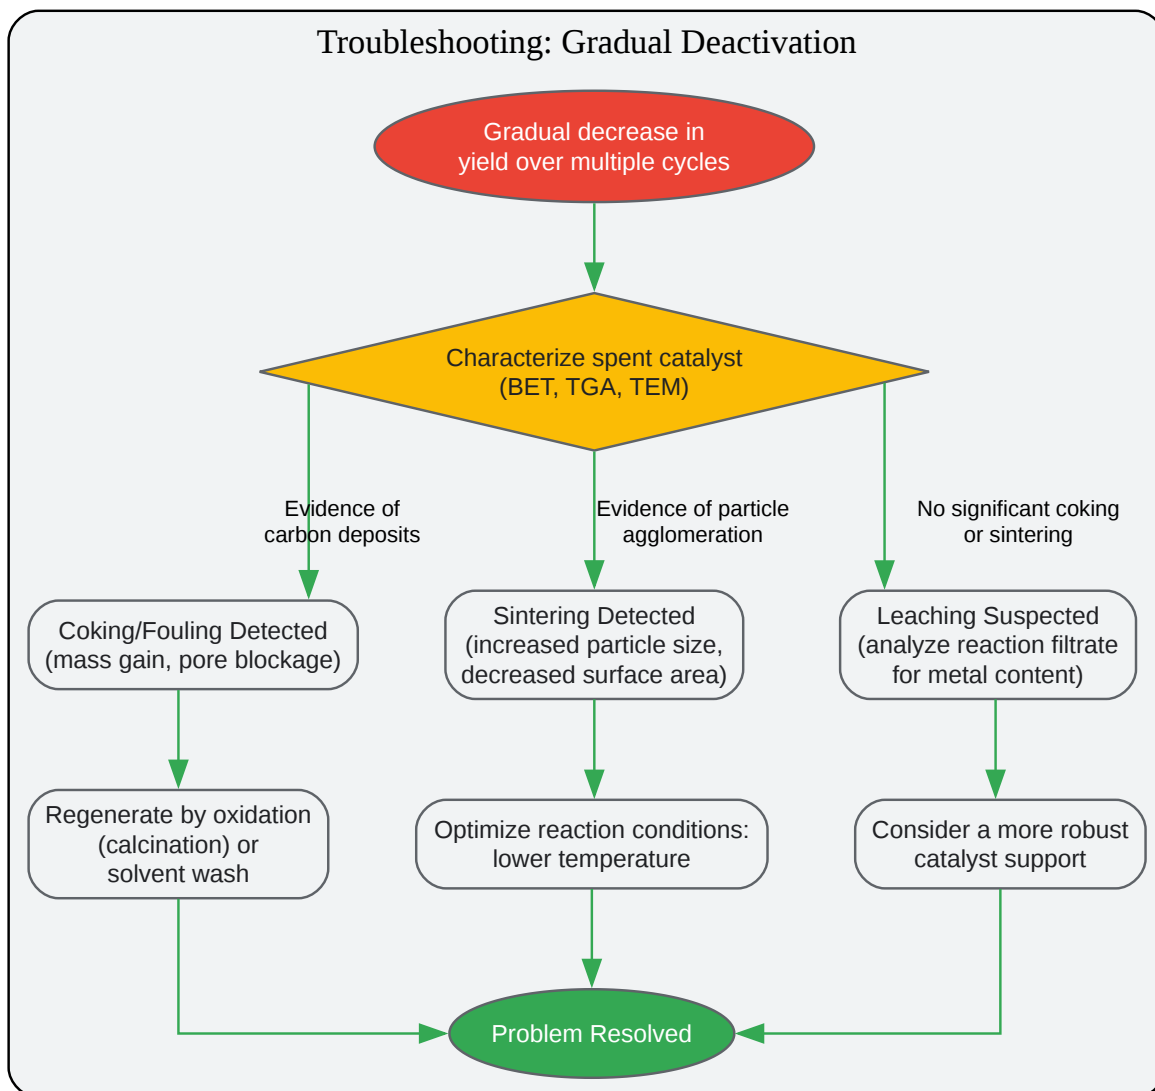 Troubleshooting: Gradual Deactivation
Gradual decrease in
yield over multiple cycles
Characterize spent catalyst
(BET, TGA, TEM)
Evidence of
carbon deposits
Evidence of particle
agglomeration
No significant coking
or sintering
Coking/Fouling Detected
(mass gain, pore blockage)
Sintering Detected
(increased particle size,
decreased surface area)
Leaching Suspected
(analyze reaction filtrate
for metal content)
Regenerate by oxidation
(calcination) or
solvent wash
Optimize reaction conditions:
lower temperature
Consider a more robust
catalyst support
Problem Resolved